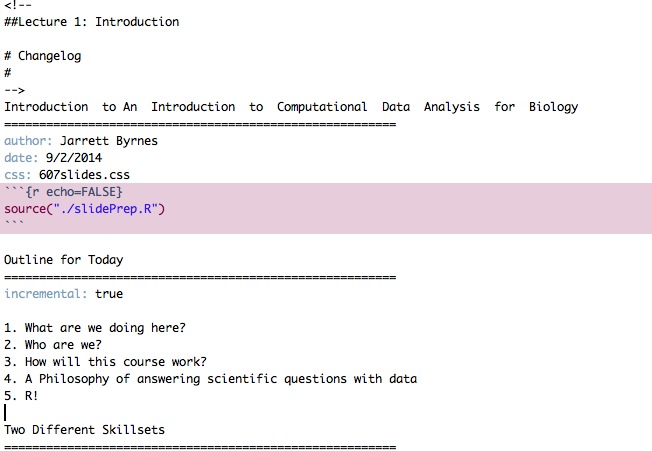 <!--
##Lecture 1: Introduction
# Changelog
#
-->
Introduction  to An  Introduction  to  Computational  Data  Analysis  for  Biology
========================================================
author: Jarrett Byrnes
date: 9/2/2014
css: 607slides.css
```{r echo=FALSE}
source("./slidePrep.R")
```
Outline for Today
========================================================
incremental: true
1. What are we doing here?
2. Who are we?
3. How will this course work?
4. A Philosophy of answering scientific questions with data
5. R!
Two Different Skillsets
========================================================